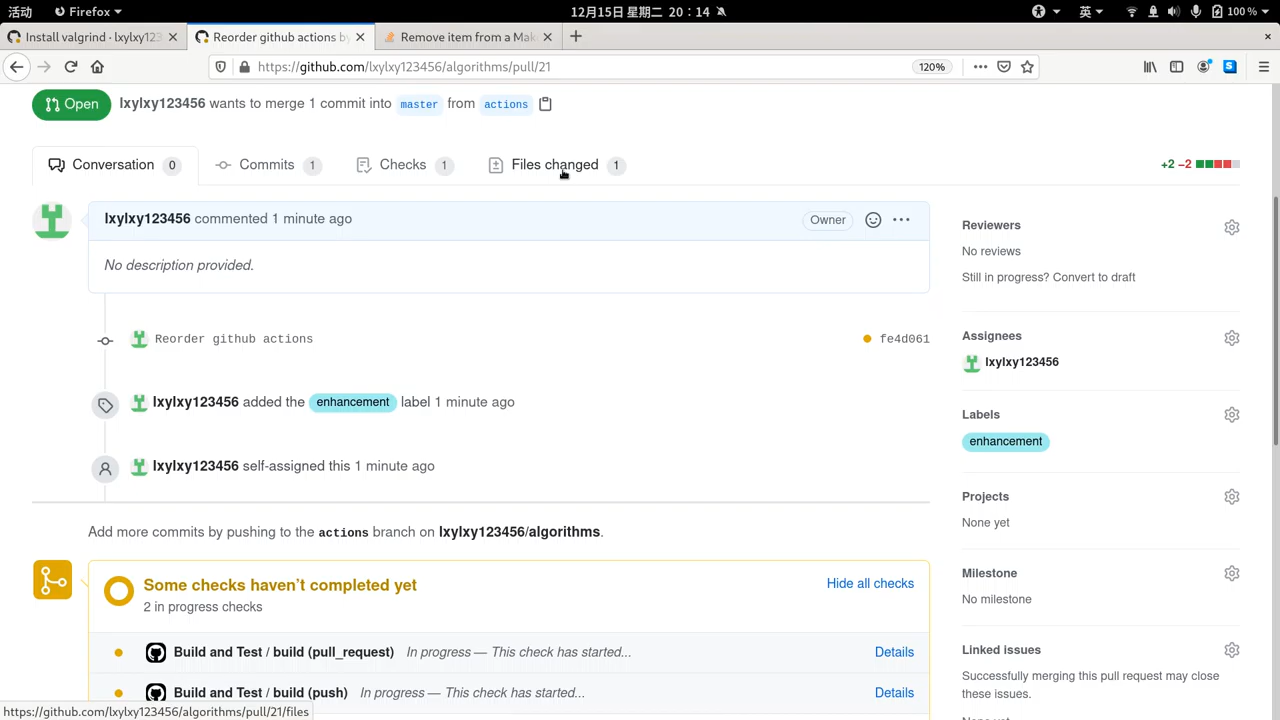 活动 Firefox 12月15日 星期二 20：14 英 100 %
Install valgrind · lxylxy123 Reorder github actions by Remove item from a Mak
https://github.com/lxylxy123456/algorithms/pull/21 120%
Open lxylxy123456 wants to merge 1 commit into master from actions
Conversation 0 Commits 1 Checks 1 Files changed 1 +2 −2
lxylxy123456 commented 1 minute ago Owner
No description provided.
Reorder github actions fe4d061
lxylxy123456 added the enhancement label 1 minute ago
lxylxy123456 self-assigned this 1 minute ago
Add more commits by pushing to the actions branch on lxylxy123456/algorithms.
Some checks haven’t completed yet Hide all checks
2 in progress checks
Build and Test / build (pull_request) In progress — This check has started... Details
Build and Test / build (push) In progress — This check has started... Details
Reviewers
No reviews
Still in progress? Convert to draft
Assignees
lxylxy123456
Labels
enhancement
Projects
None yet
Milestone
No milestone
Linked issues
Successfully merging this pull request may close
these issues.
https://github.com/lxylxy123456/algorithms/pull/21/files